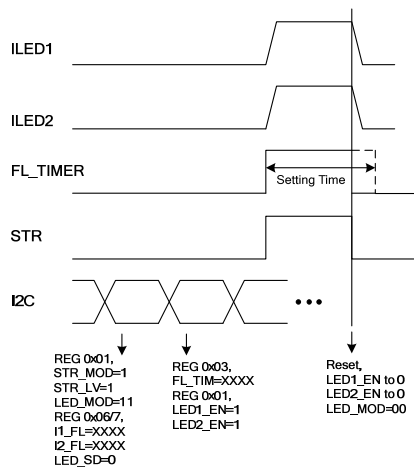 ILED1
ILED2
FL_TIMER
Setting Time
STR
I2C
REG 0x01,
STR_MOD=1
STR_LV=1
LED_MOD=11
REG 0x06/7,
I1_FL=XXXX
I2_FL=XXXX
LED_SD=0
REG 0x03,
FL_TIM=XXXX
REG 0x01,
LED1_EN=1
LED2_EN=1
Reset,
LED1_EN to 0
LED2_EN to 0
LED_MOD=00